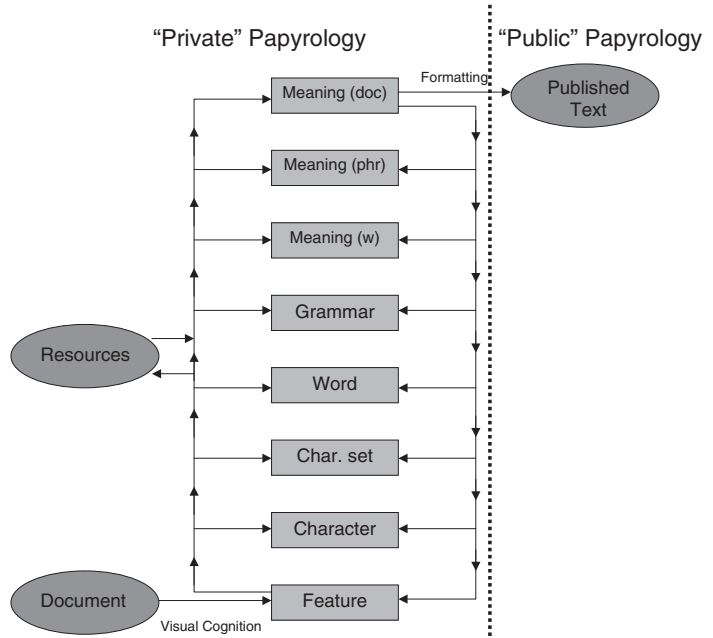 “Private” Papyrology
“Public” Papyrology
Formatting
Meaning (doc)
Published
Text
Meaning (phr)
Meaning (w)
Grammar
Resources
Word
Char. set
Character
Document
Feature
Visual Cognition